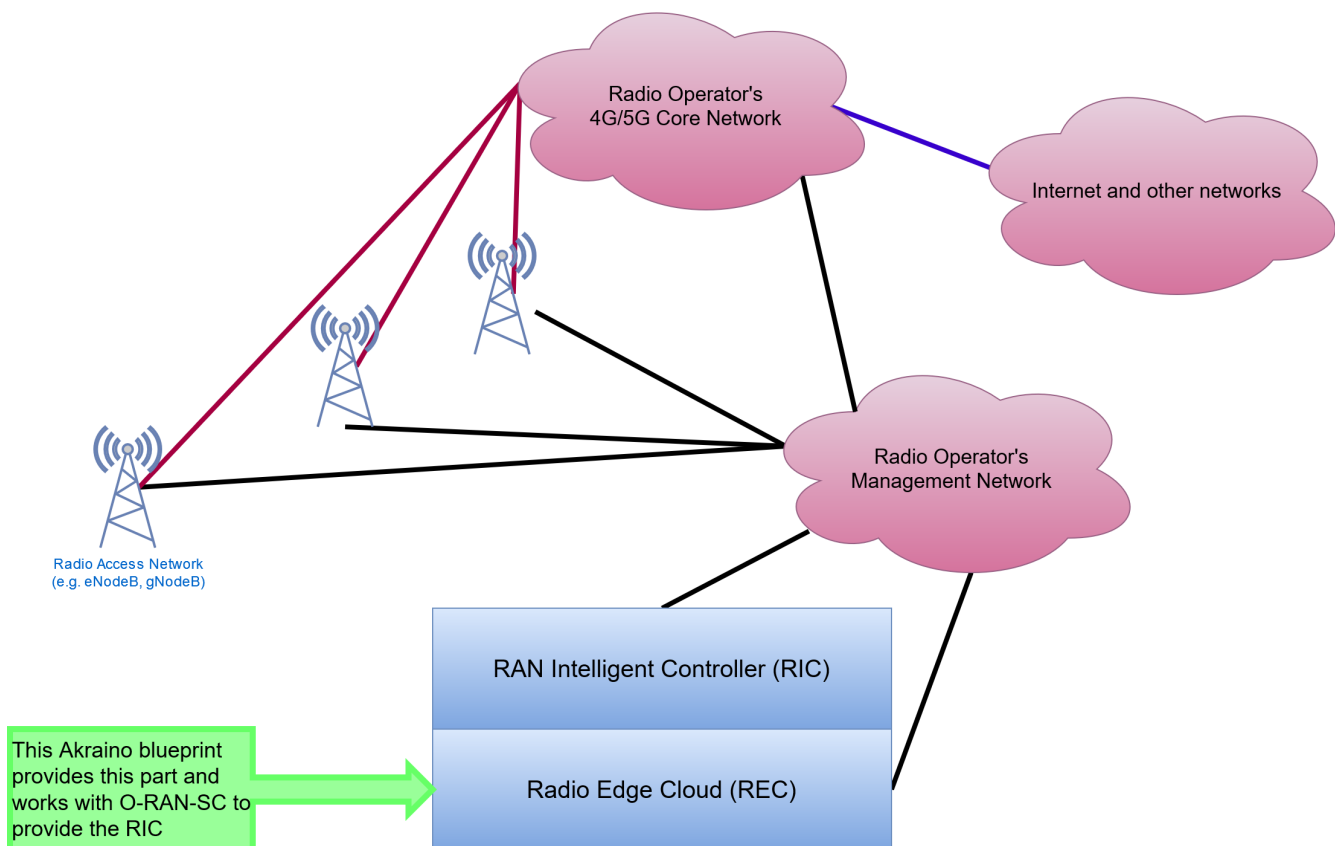 Radio Operator's
4G/5G Core Network
Internet and other networks
Radio Operator's
Management Network
Radio Access Network
(e.g. eNodeB, gNodeB)
RAN Intelligent Controller (RIC)
This Akraino blueprint
provides this part and
works with O-RAN-SC to
provide the RIC
Radio Edge Cloud (REC)